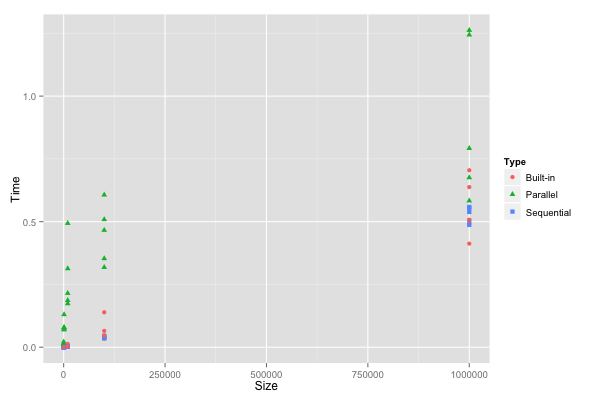 Time
1.0
0.5
0.0
0
250000
500000
750000
1000000
Size
Type
Built-in
Parallel
Sequential